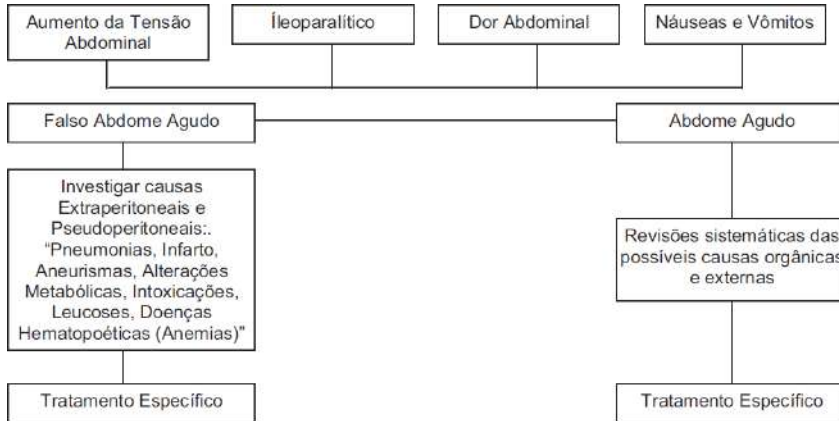 Aumento da Tensão
Abdominal
Íleoparalítico
Dor Abdominal
Náuseas e Vômitos
Falso Abdome Agudo
Abdome Agudo
Investigar causas
Extraperitoneais e
Pseudoperitoneais:.
“Pneumonias, Infarto,
Aneurismas, Alterações
Metabólicas, Intoxicações,
Leucoses, Doenças
Hematopoéticas (Anemias)”
Revisões sistemáticas das
possíveis causas orgânicas
e externas
Tratamento Específico
Tratamento Específico